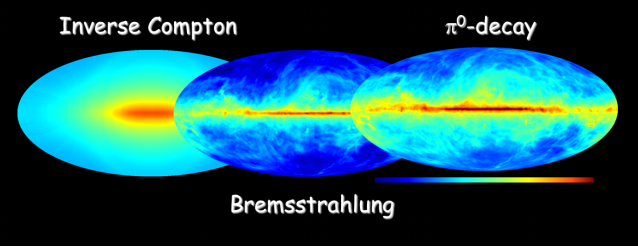 Inverse Compton
π⁰-decay
Bremsstrahlung